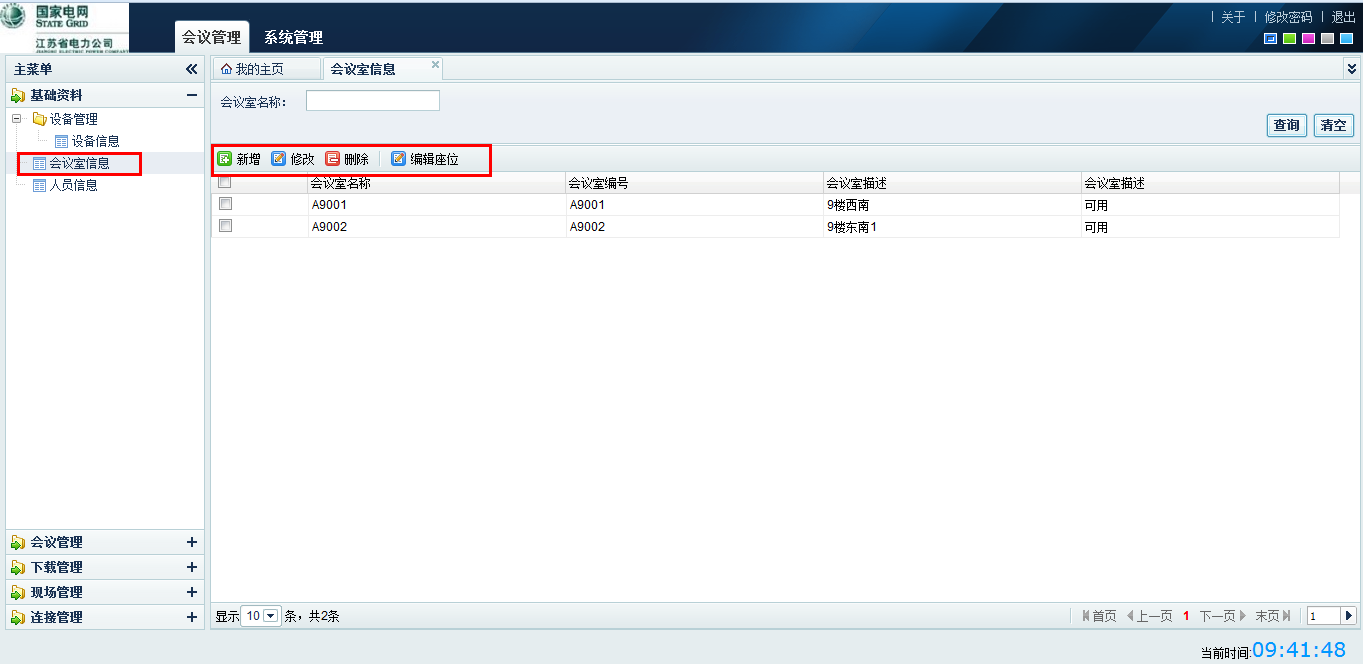 国家电网
STATE GRID
江苏省电力公司
JIANGSU ELECTRIC POWER COMPANY
会议管理 系统管理
关于 修改密码 退出
主菜单
我的主页 会议室信息
基础资料
设备管理
设备信息
会议室信息
人员信息
会议管理
下载管理
现场管理
连接管理
会议室名称:
查询 清空
新增 修改 删除 编辑座位
会议室名称 会议室编号 会议室描述 会议室描述
A9001 A9001 9楼西南 可用
A9002 A9002 9楼东南1 可用
显示 10 条，共2条
首页 上一页 1 下一页 末页 1
当前时间:09:41:48